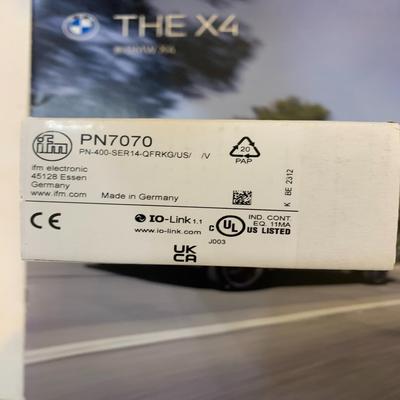 THE X4
ifm
PN7070
PN-400-SER14-QFRKG/US/ /V
ifm electronic
45128 Essen
Germany
www.ifm.com
Made in Germany
20
PAP
K BE 2312
CE
IO-Link 1.1
www.io-link.com
UK
CA
c UL US LISTED
IND. CONT.
EQ. 11MA
J003